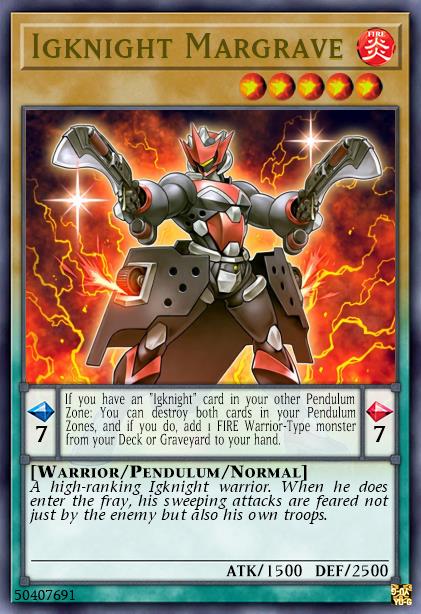 Igknight Margrave
FIRE
炎
If you have an "Igknight" card in your other Pendulum
Zone: You can destroy both cards in your Pendulum
Zones, and if you do, add 1 FIRE Warrior-Type monster
from your Deck or Graveyard to your hand.
7
7
[Warrior/Pendulum/Normal]
A high-ranking Igknight warrior. When he does
enter the fray, his sweeping attacks are feared not
just by the enemy but also his own troops.
ATK/1500 DEF/2500
50407691